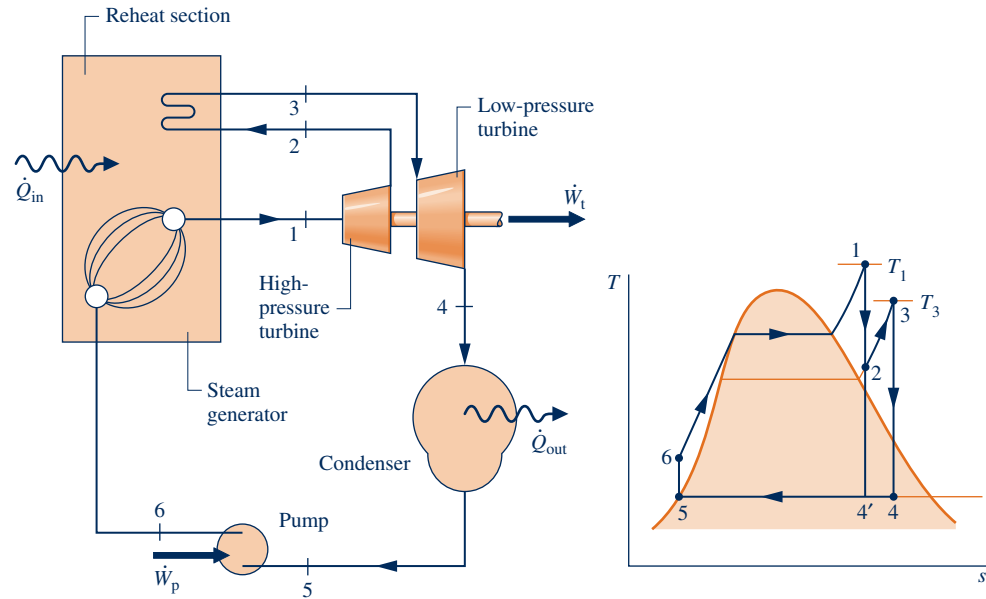 Reheat section
3
Low-pressure
turbine
2
Q̇in
Ẇt
1
High-
pressure
turbine
4
Steam
generator
Q̇out
Condenser
6
Pump
Ẇp
5
T
1
T1
3
T3
2
6
5
4′
4
s